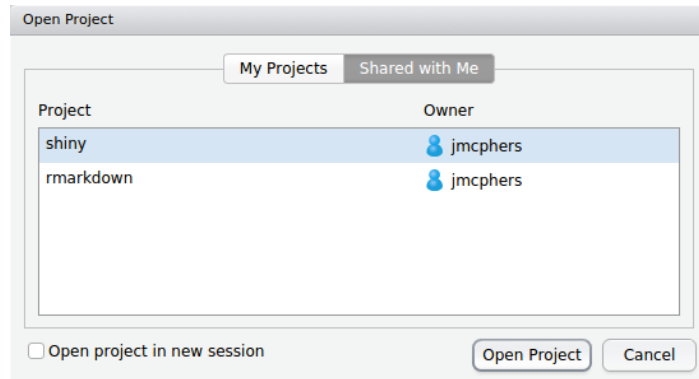 Open Project
My Projects Shared with Me
Project Owner
shiny jmcphers
rmarkdown jmcphers
Open project in new session Open Project Cancel